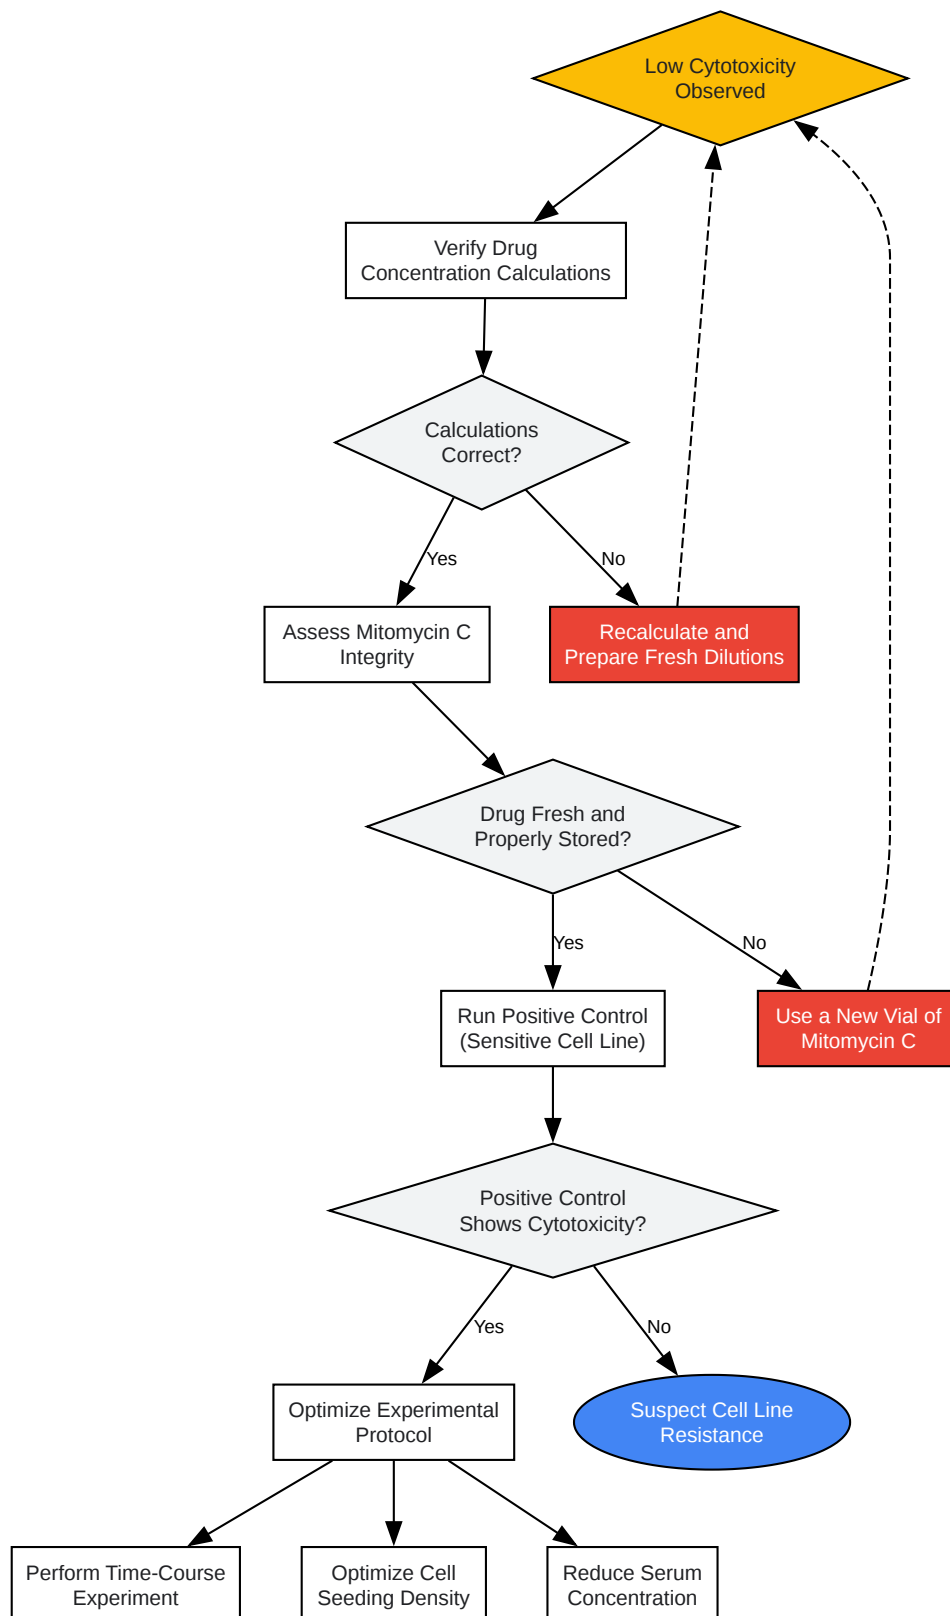 Low Cytotoxicity
Observed
Verify Drug
Concentration Calculations
Calculations
Correct?
Yes
No
Assess Mitomycin C
Integrity
Recalculate and
Prepare Fresh Dilutions
Drug Fresh and
Properly Stored?
Yes
No
Run Positive Control
(Sensitive Cell Line)
Use a New Vial of
Mitomycin C
Positive Control
Shows Cytotoxicity?
Yes
No
Optimize Experimental
Protocol
Suspect Cell Line
Resistance
Perform Time-Course
Experiment
Optimize Cell
Seeding Density
Reduce Serum
Concentration